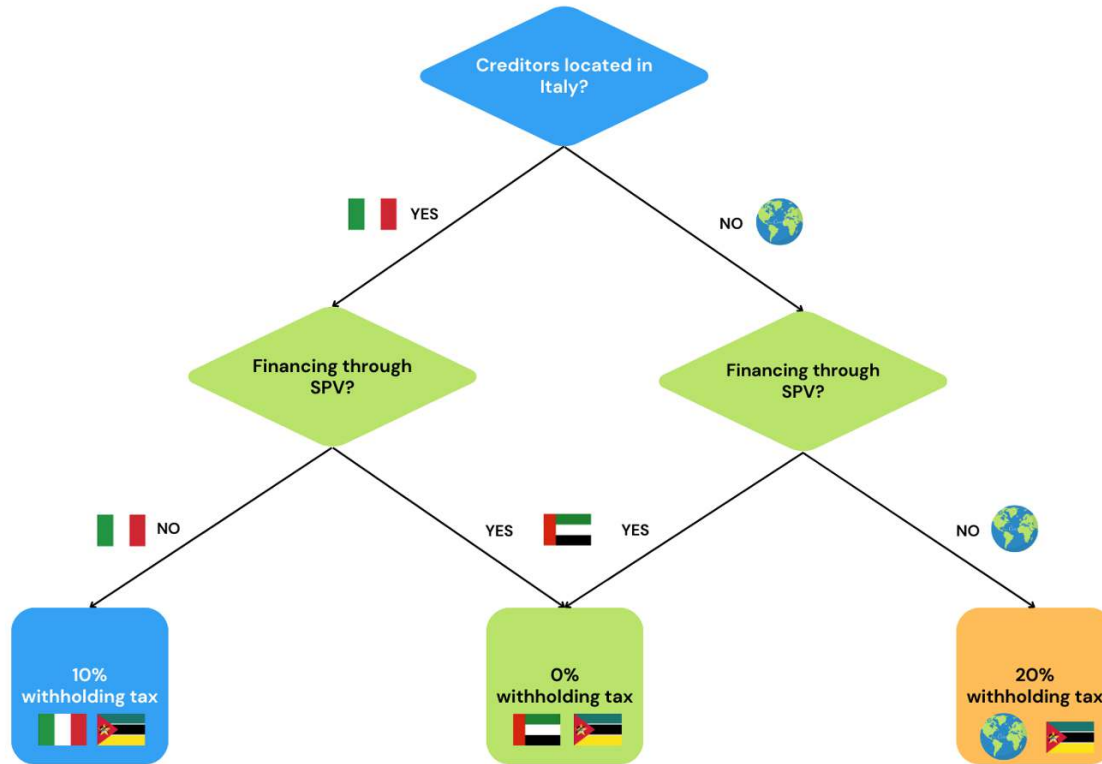 Creditors located in
Italy?
YES
NO
Financing through
SPV?
Financing through
SPV?
NO
YES
YES
NO
10%
withholding tax
0%
withholding tax
20%
withholding tax